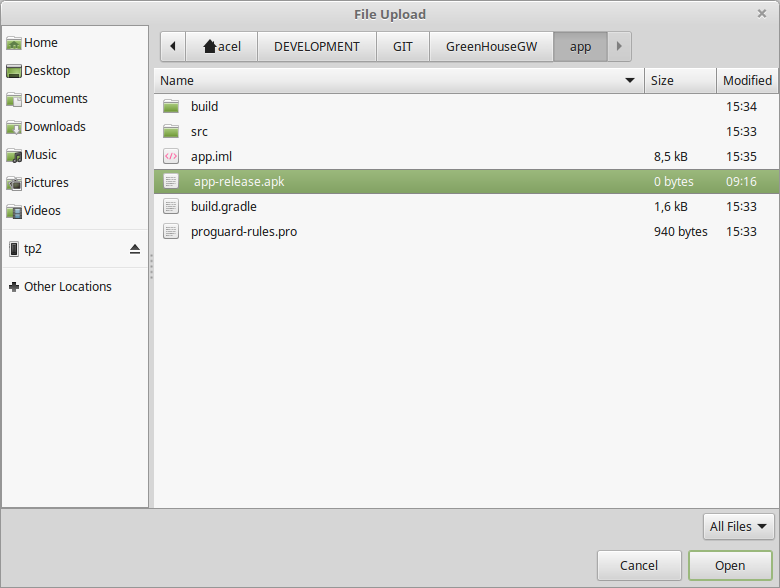 File Upload
Home
Desktop
Documents
Downloads
Music
Pictures
Videos
tp2
Other Locations
acel DEVELOPMENT GIT GreenHouseGW app
Name Size Modified
build 15:34
src 15:33
app.iml 8,5 kB 15:35
app-release.apk 0 bytes 09:16
build.gradle 1,6 kB 15:33
proguard-rules.pro 940 bytes 15:33
All Files
Cancel Open